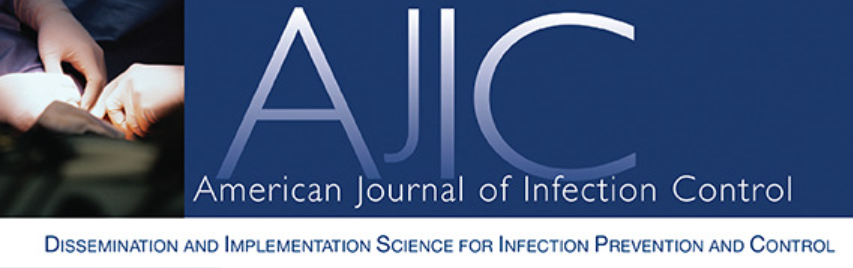 AJIC
American Journal of Infection Control
DISSEMINATION AND IMPLEMENTATION SCIENCE FOR INFECTION PREVENTION AND CONTROL